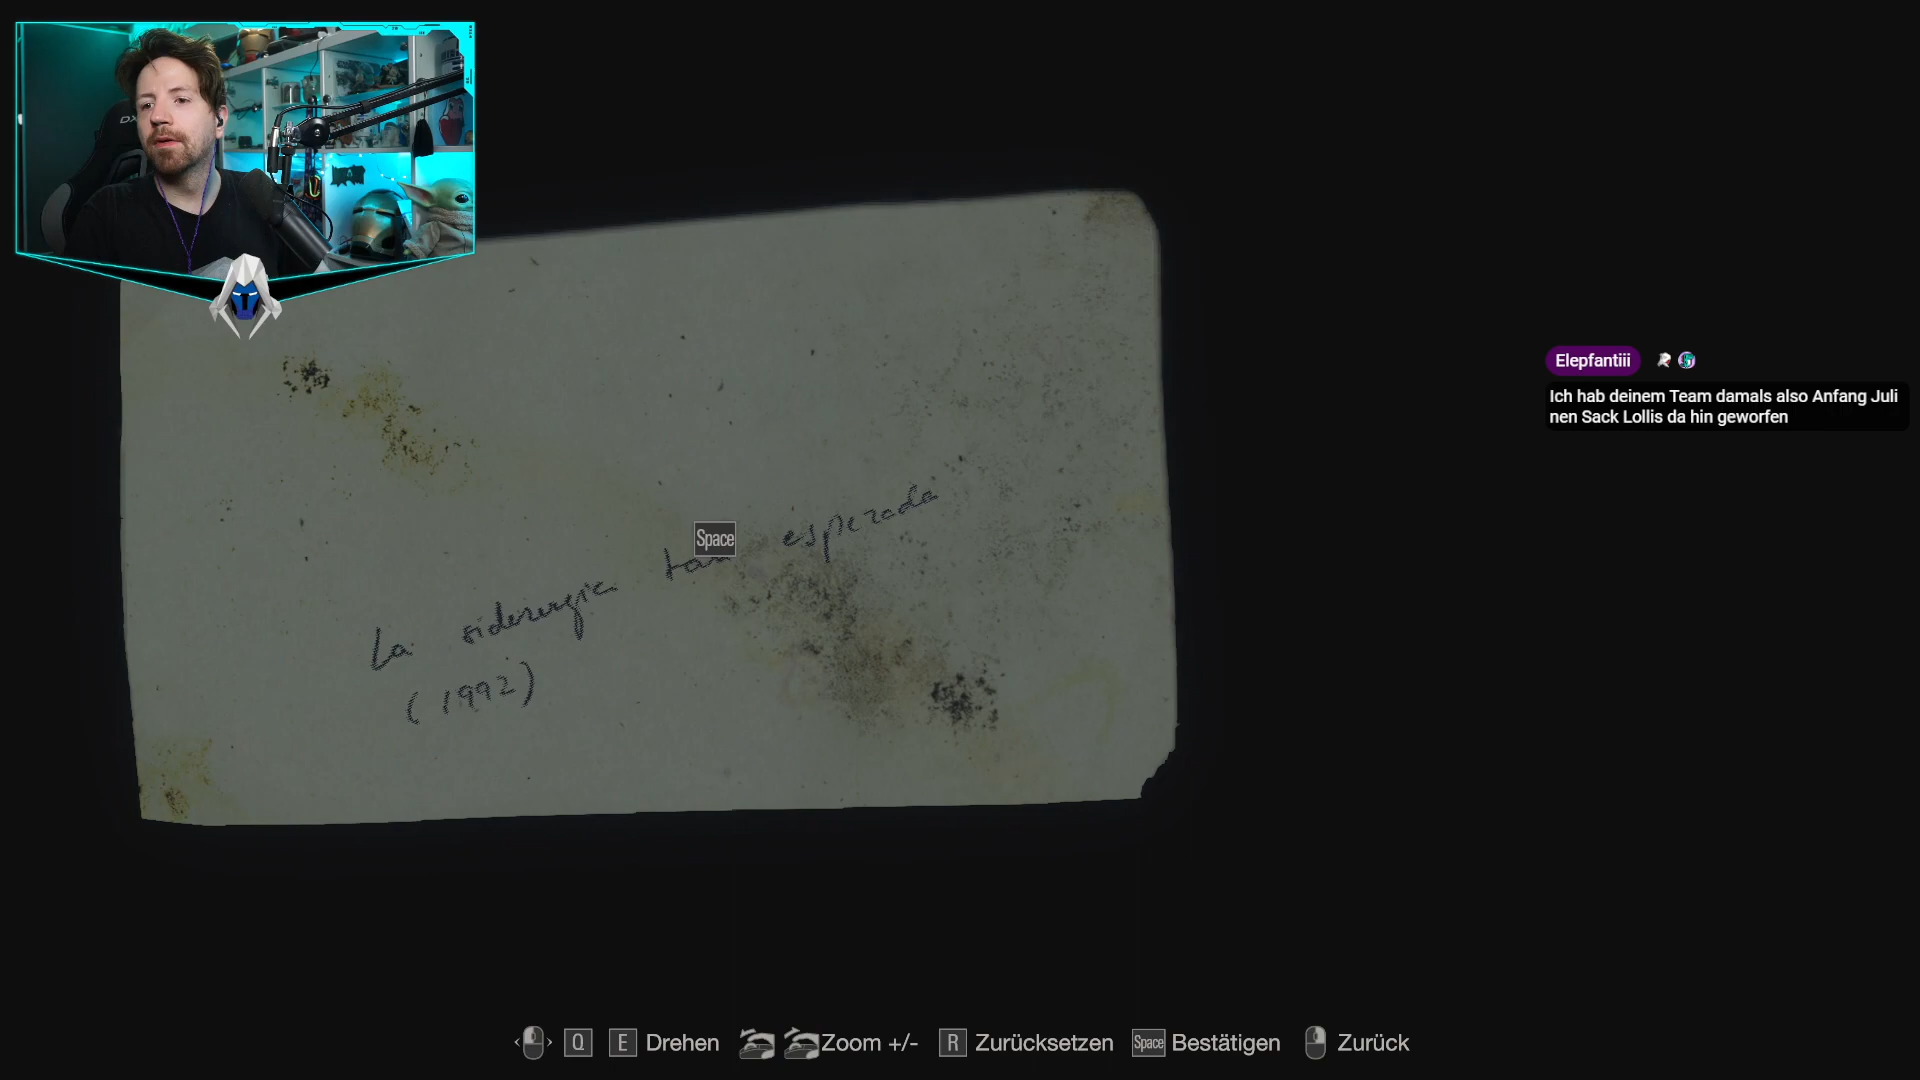 DX
Elepfantiii
Ich hab deinem Team damals also Anfang Juli
nen Sack Lollis da hin geworfen
La siderurgia tan esperada
(1992)
Space
Q E Drehen Zoom +/- R Zurücksetzen Space Bestätigen Zurück